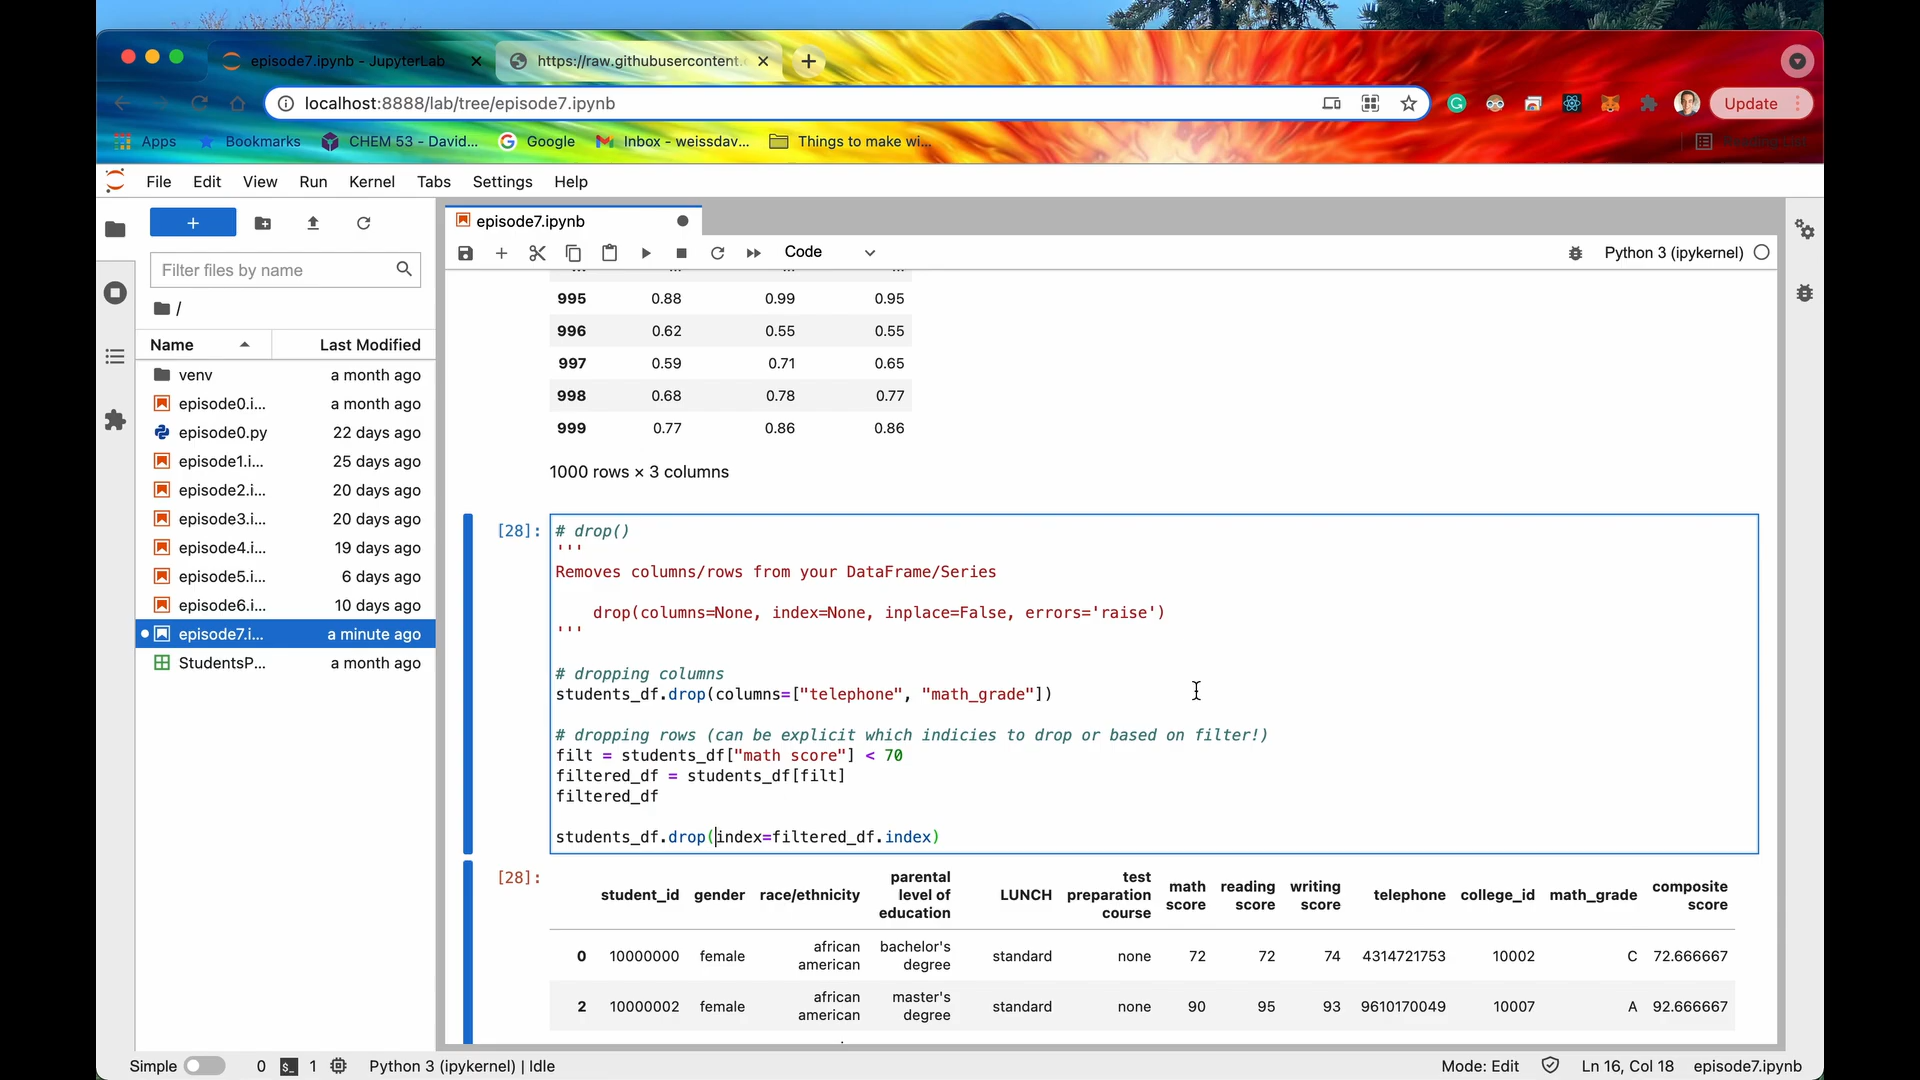 episode7.ipynb - JupyterLab
https://raw.githubusercontent.c
localhost:8888/lab/tree/episode7.ipynb
Update
Apps
Bookmarks
CHEM 53 - David...
Google
Inbox - weissdav...
Things to make wi...
Reading List
File Edit View Run Kernel Tabs Settings Help
episode7.ipynb
Filter files by name
Code
Python 3 (ipykernel)
/
Name Last Modified
venv a month ago
episode0.i... a month ago
episode0.py 22 days ago
episode1.i... 25 days ago
episode2.i... 20 days ago
episode3.i... 20 days ago
episode4.i... 19 days ago
episode5.i... 6 days ago
episode6.i... 10 days ago
episode7.i... a minute ago
StudentsP... a month ago
... ... ... ...
995 0.88 0.99 0.95
996 0.62 0.55 0.55
997 0.59 0.71 0.65
998 0.68 0.78 0.77
999 0.77 0.86 0.86
1000 rows × 3 columns
[28]:
# drop()
'''
Removes columns/rows from your DataFrame/Series
drop(columns=None, index=None, inplace=False, errors='raise')
'''
# dropping columns
students_df.drop(columns=["telephone", "math_grade"])
# dropping rows (can be explicit which indicies to drop or based on filter!)
filt = students_df["math score"] < 70
filtered_df = students_df[filt]
filtered_df
students_df.drop(index=filtered_df.index)
[28]:
student_id gender race/ethnicity parental level of education LUNCH test preparation course math score reading score writing score telephone college_id math_grade composite score
0 10000000 female african american bachelor's degree standard none 72 72 74 4314721753 10002 C 72.666667
2 10000002 female african american master's degree standard none 90 95 93 9610170049 10007 A 92.666667
Simple 0 1 Python 3 (ipykernel) | Idle
Mode: Edit Ln 16, Col 18 episode7.ipynb